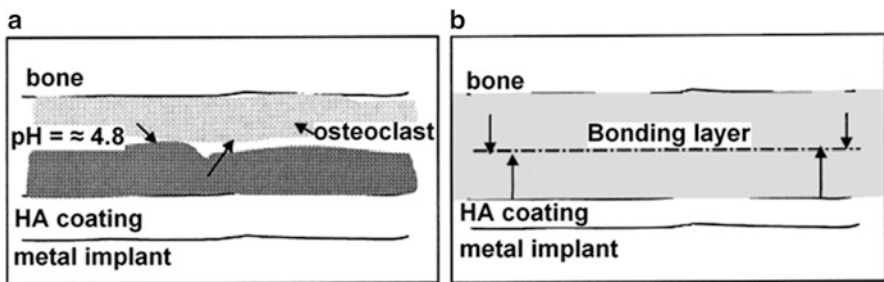 a
bone
pH = ≈ 4.8
osteoclast
HA coating
metal implant
b
bone
Bonding layer
HA coating
metal implant